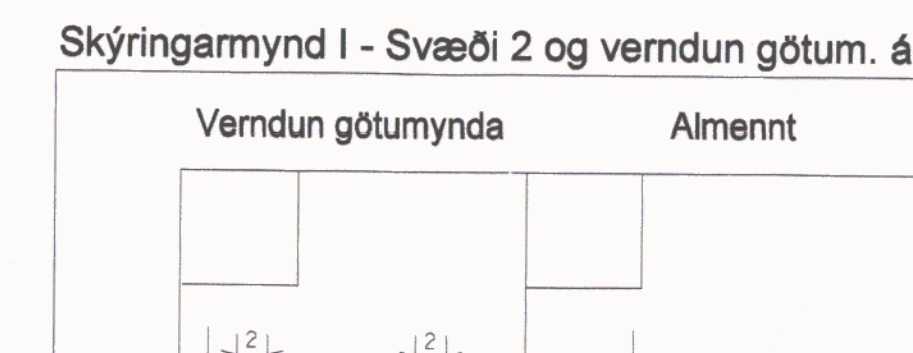 Skýringarmynd I - Svæði 2 og verndun götum. á
Verndun götumynda Almennt
2 2